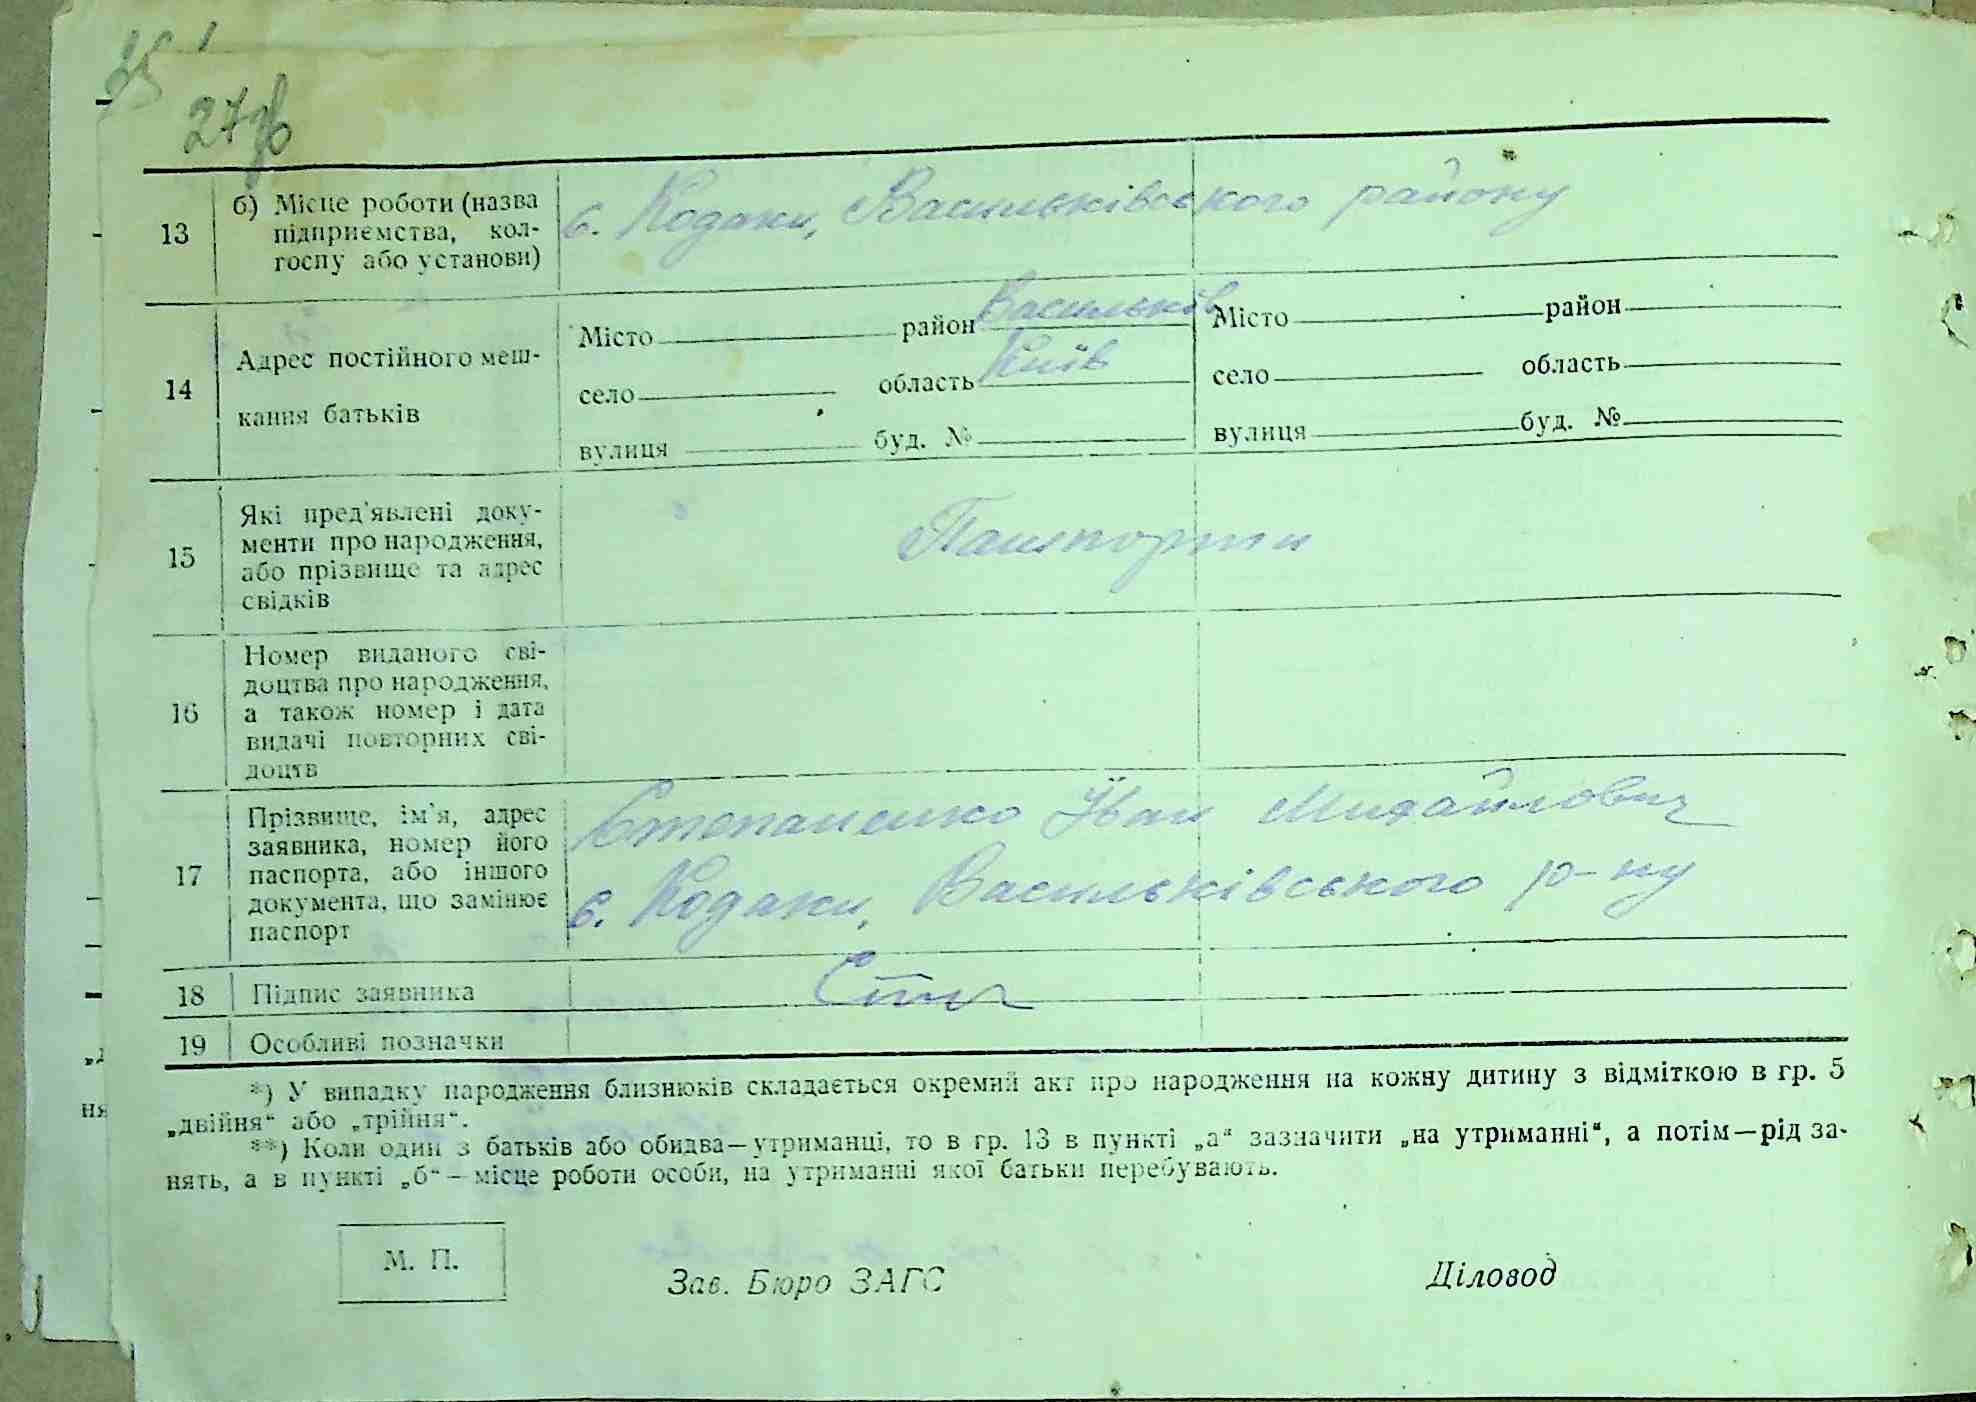 27зв
13 б) Місце роботи (назва
підприємства, кол-
госпу або установи)
с. Кодаки, Васильківського району
14 Адрес постійного меш-
кання батьків
Місто район Васильків Місто район
село область Київ село область
вулиця буд. № вулиця буд. №
15 Які пред'явлені доку-
менти про народження,
або прізвище та адрес
свідків
Пашпорти
16 Номер виданого сві-
доцтва про народження,
а також номер і дата
видачі повторних сві-
доцтв
17 Прізвище, ім'я, адрес
заявника, номер його
паспорта, або іншого
документа, що замінює
паспорт
Степаненко Іван Михайлович
с. Кодаки, Васильківського р-ну
18 Підпис заявника
19 Особливі позначки
*) У випадку народження близнюків складається окремий акт про народження на кожну дитину з відміткою в гр. 5
„двійня“ або „трійня“.
**) Коли один з батьків або обидва—утриманці, то в гр. 13 в пункті „а“ зазначити „на утриманні“, а потім—рід за-
нять, а в пункті „б“—місце роботи особи, на утриманні якої батьки перебувають.
М. П.
Зав. Бюро ЗАГС Діловод